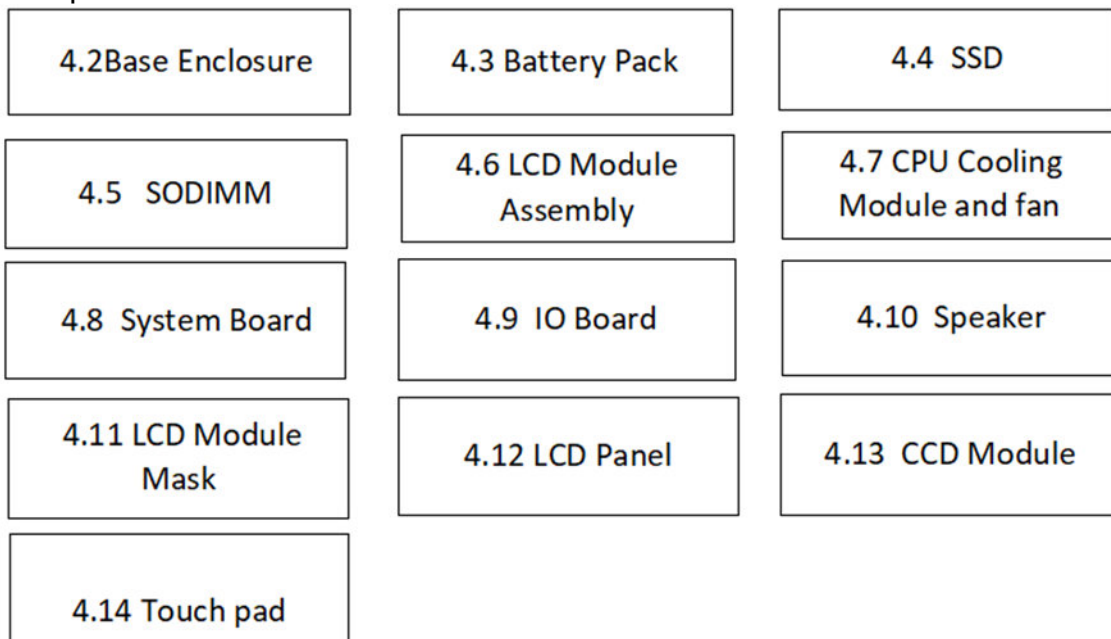 4.2Base Enclosure
4.3 Battery Pack
4.4 SSD
4.5 SODIMM
4.6 LCD Module
Assembly
4.7 CPU Cooling
Module and fan
4.8 System Board
4.9 IO Board
4.10 Speaker
4.11 LCD Module
Mask
4.12 LCD Panel
4.13 CCD Module
4.14 Touch pad